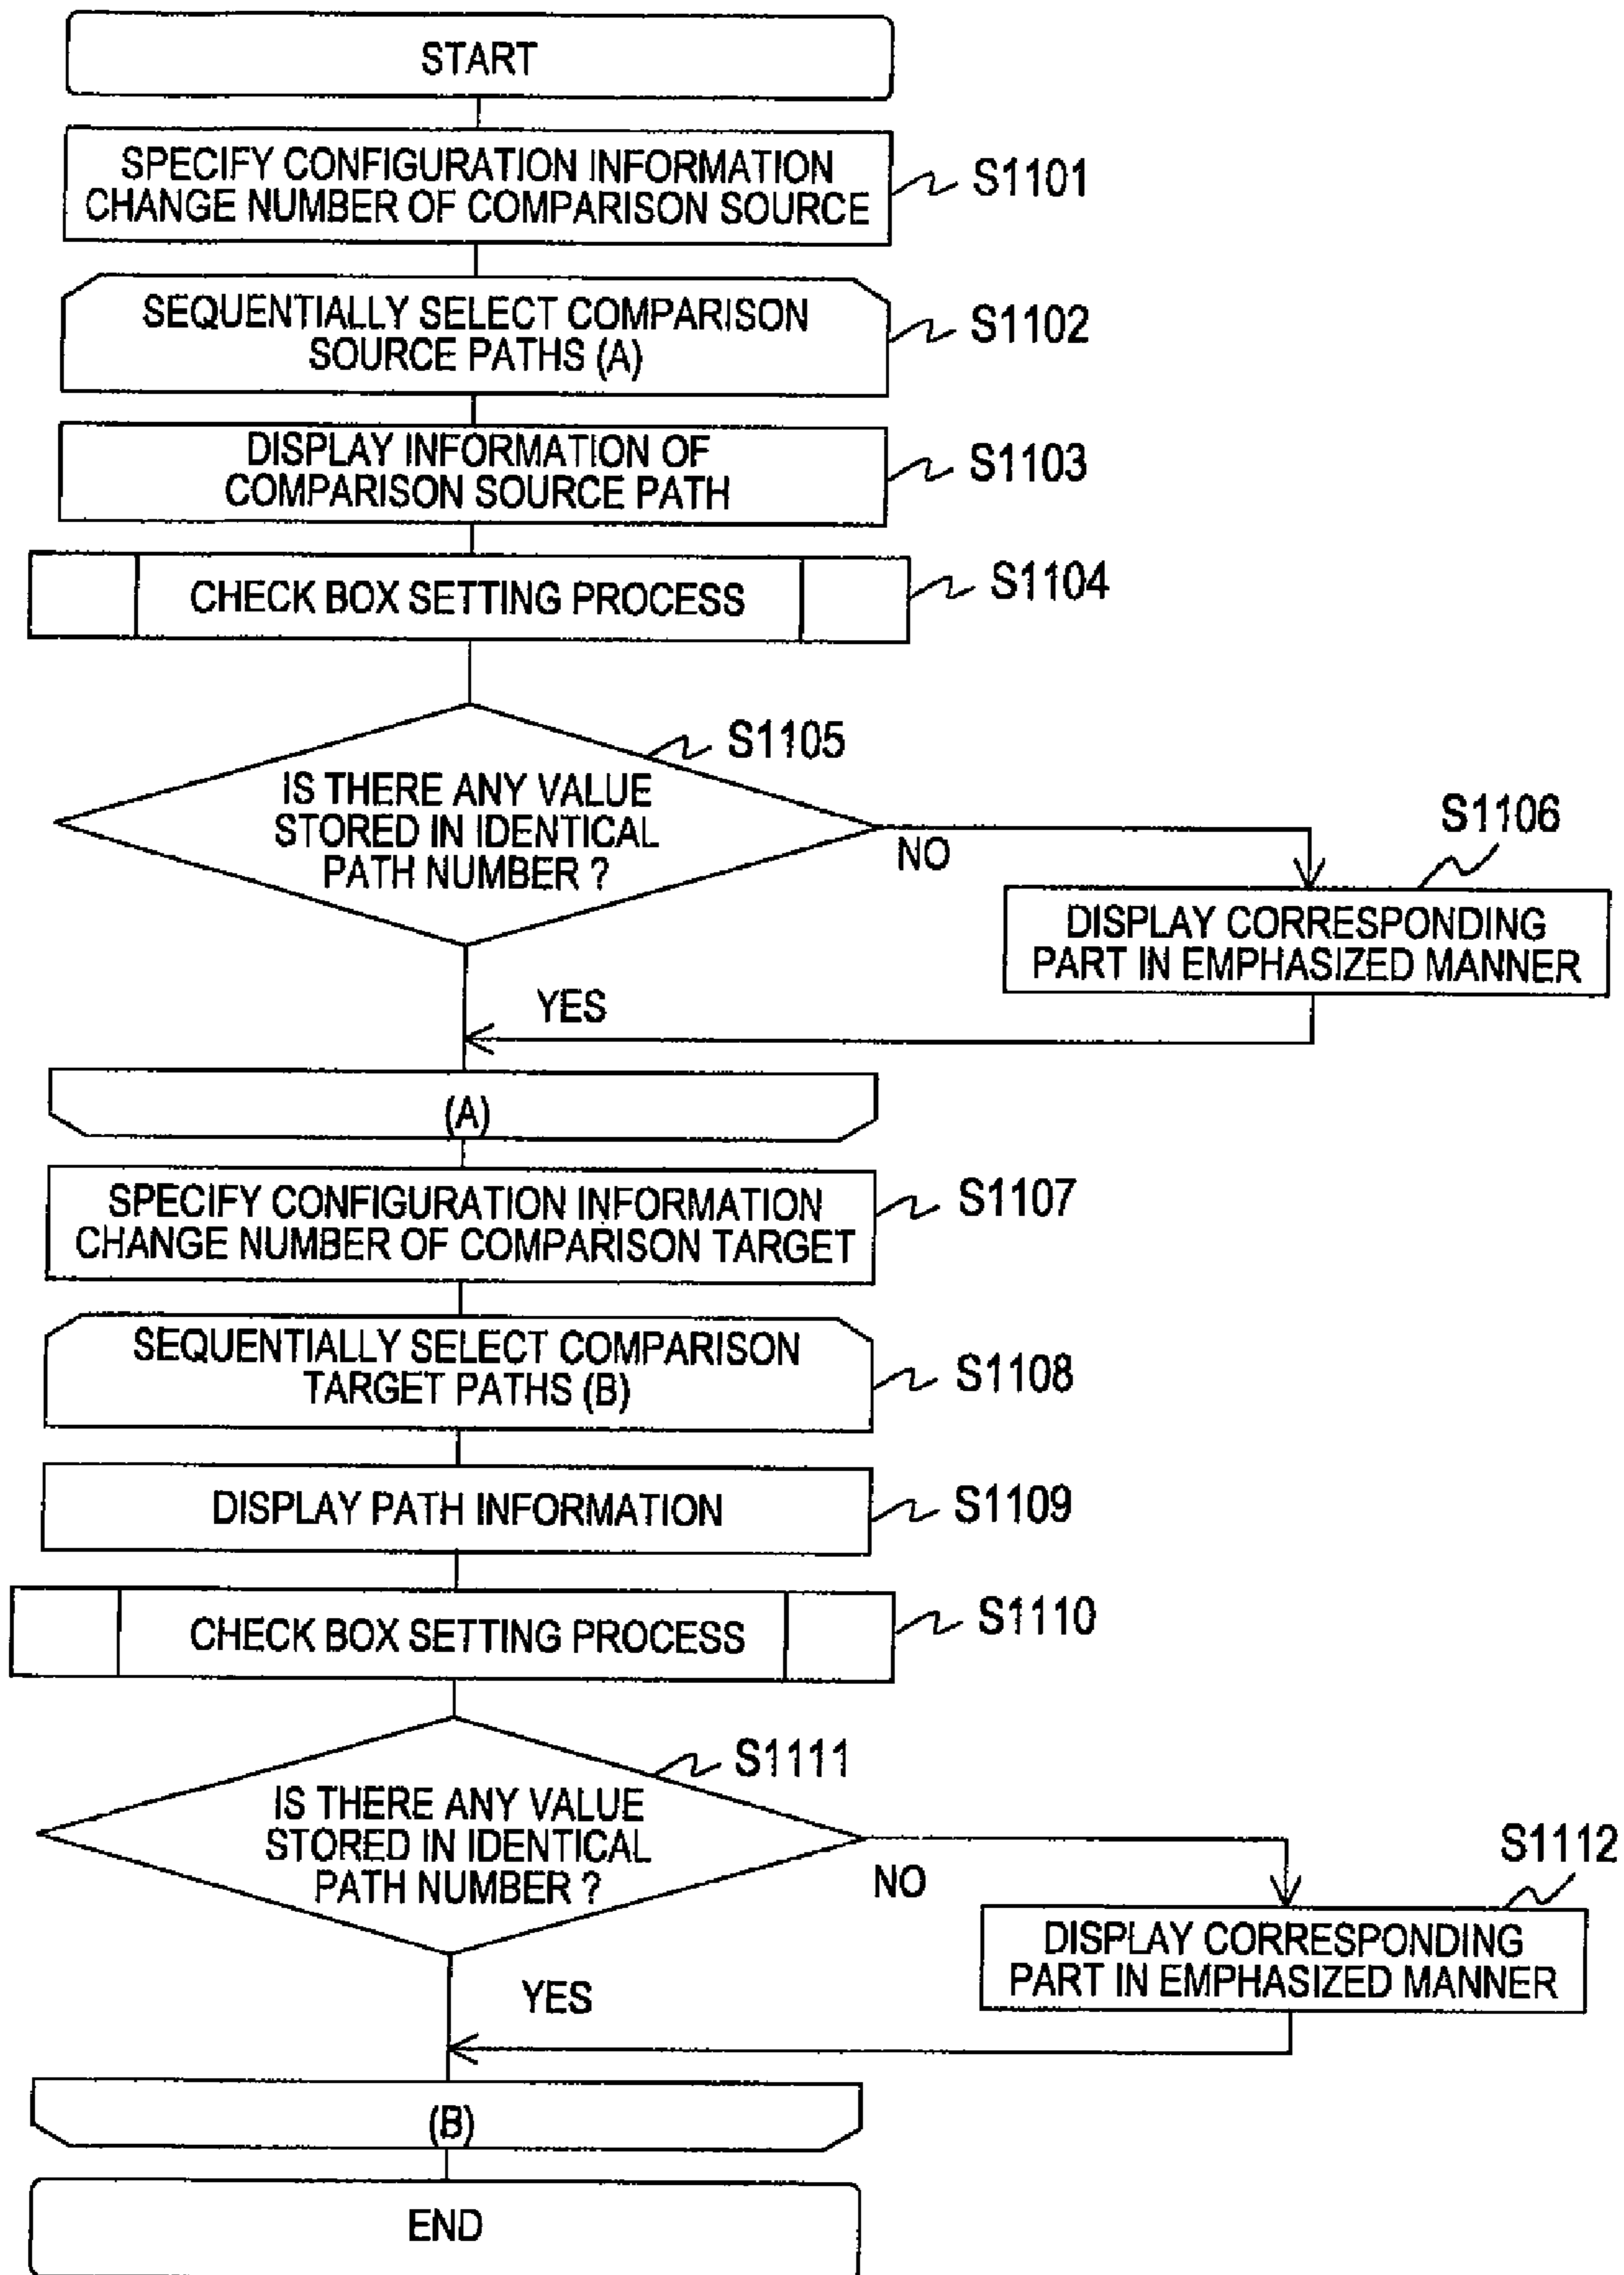 START
SPECIFY CONFIGURATION INFORMATION
CHANGE NUMBER OF COMPARISON SOURCE
S1101
SEQUENTIALLY SELECT COMPARISON
SOURCE PATHS (A)
S1102
DISPLAY INFORMATION OF
COMPARISON SOURCE PATH
S1103
CHECK BOX SETTING PROCESS
S1104
S1105
IS THERE ANY VALUE
STORED IN IDENTICAL
PATH NUMBER ?
NO
S1106
DISPLAY CORRESPONDING
PART IN EMPHASIZED MANNER
YES
(A)
SPECIFY CONFIGURATION INFORMATION
CHANGE NUMBER OF COMPARISON TARGET
S1107
SEQUENTIALLY SELECT COMPARISON
TARGET PATHS (B)
S1108
DISPLAY PATH INFORMATION
S1109
CHECK BOX SETTING PROCESS
S1110
S1111
IS THERE ANY VALUE
STORED IN IDENTICAL
PATH NUMBER ?
NO
S1112
DISPLAY CORRESPONDING
PART IN EMPHASIZED MANNER
YES
(B)
END